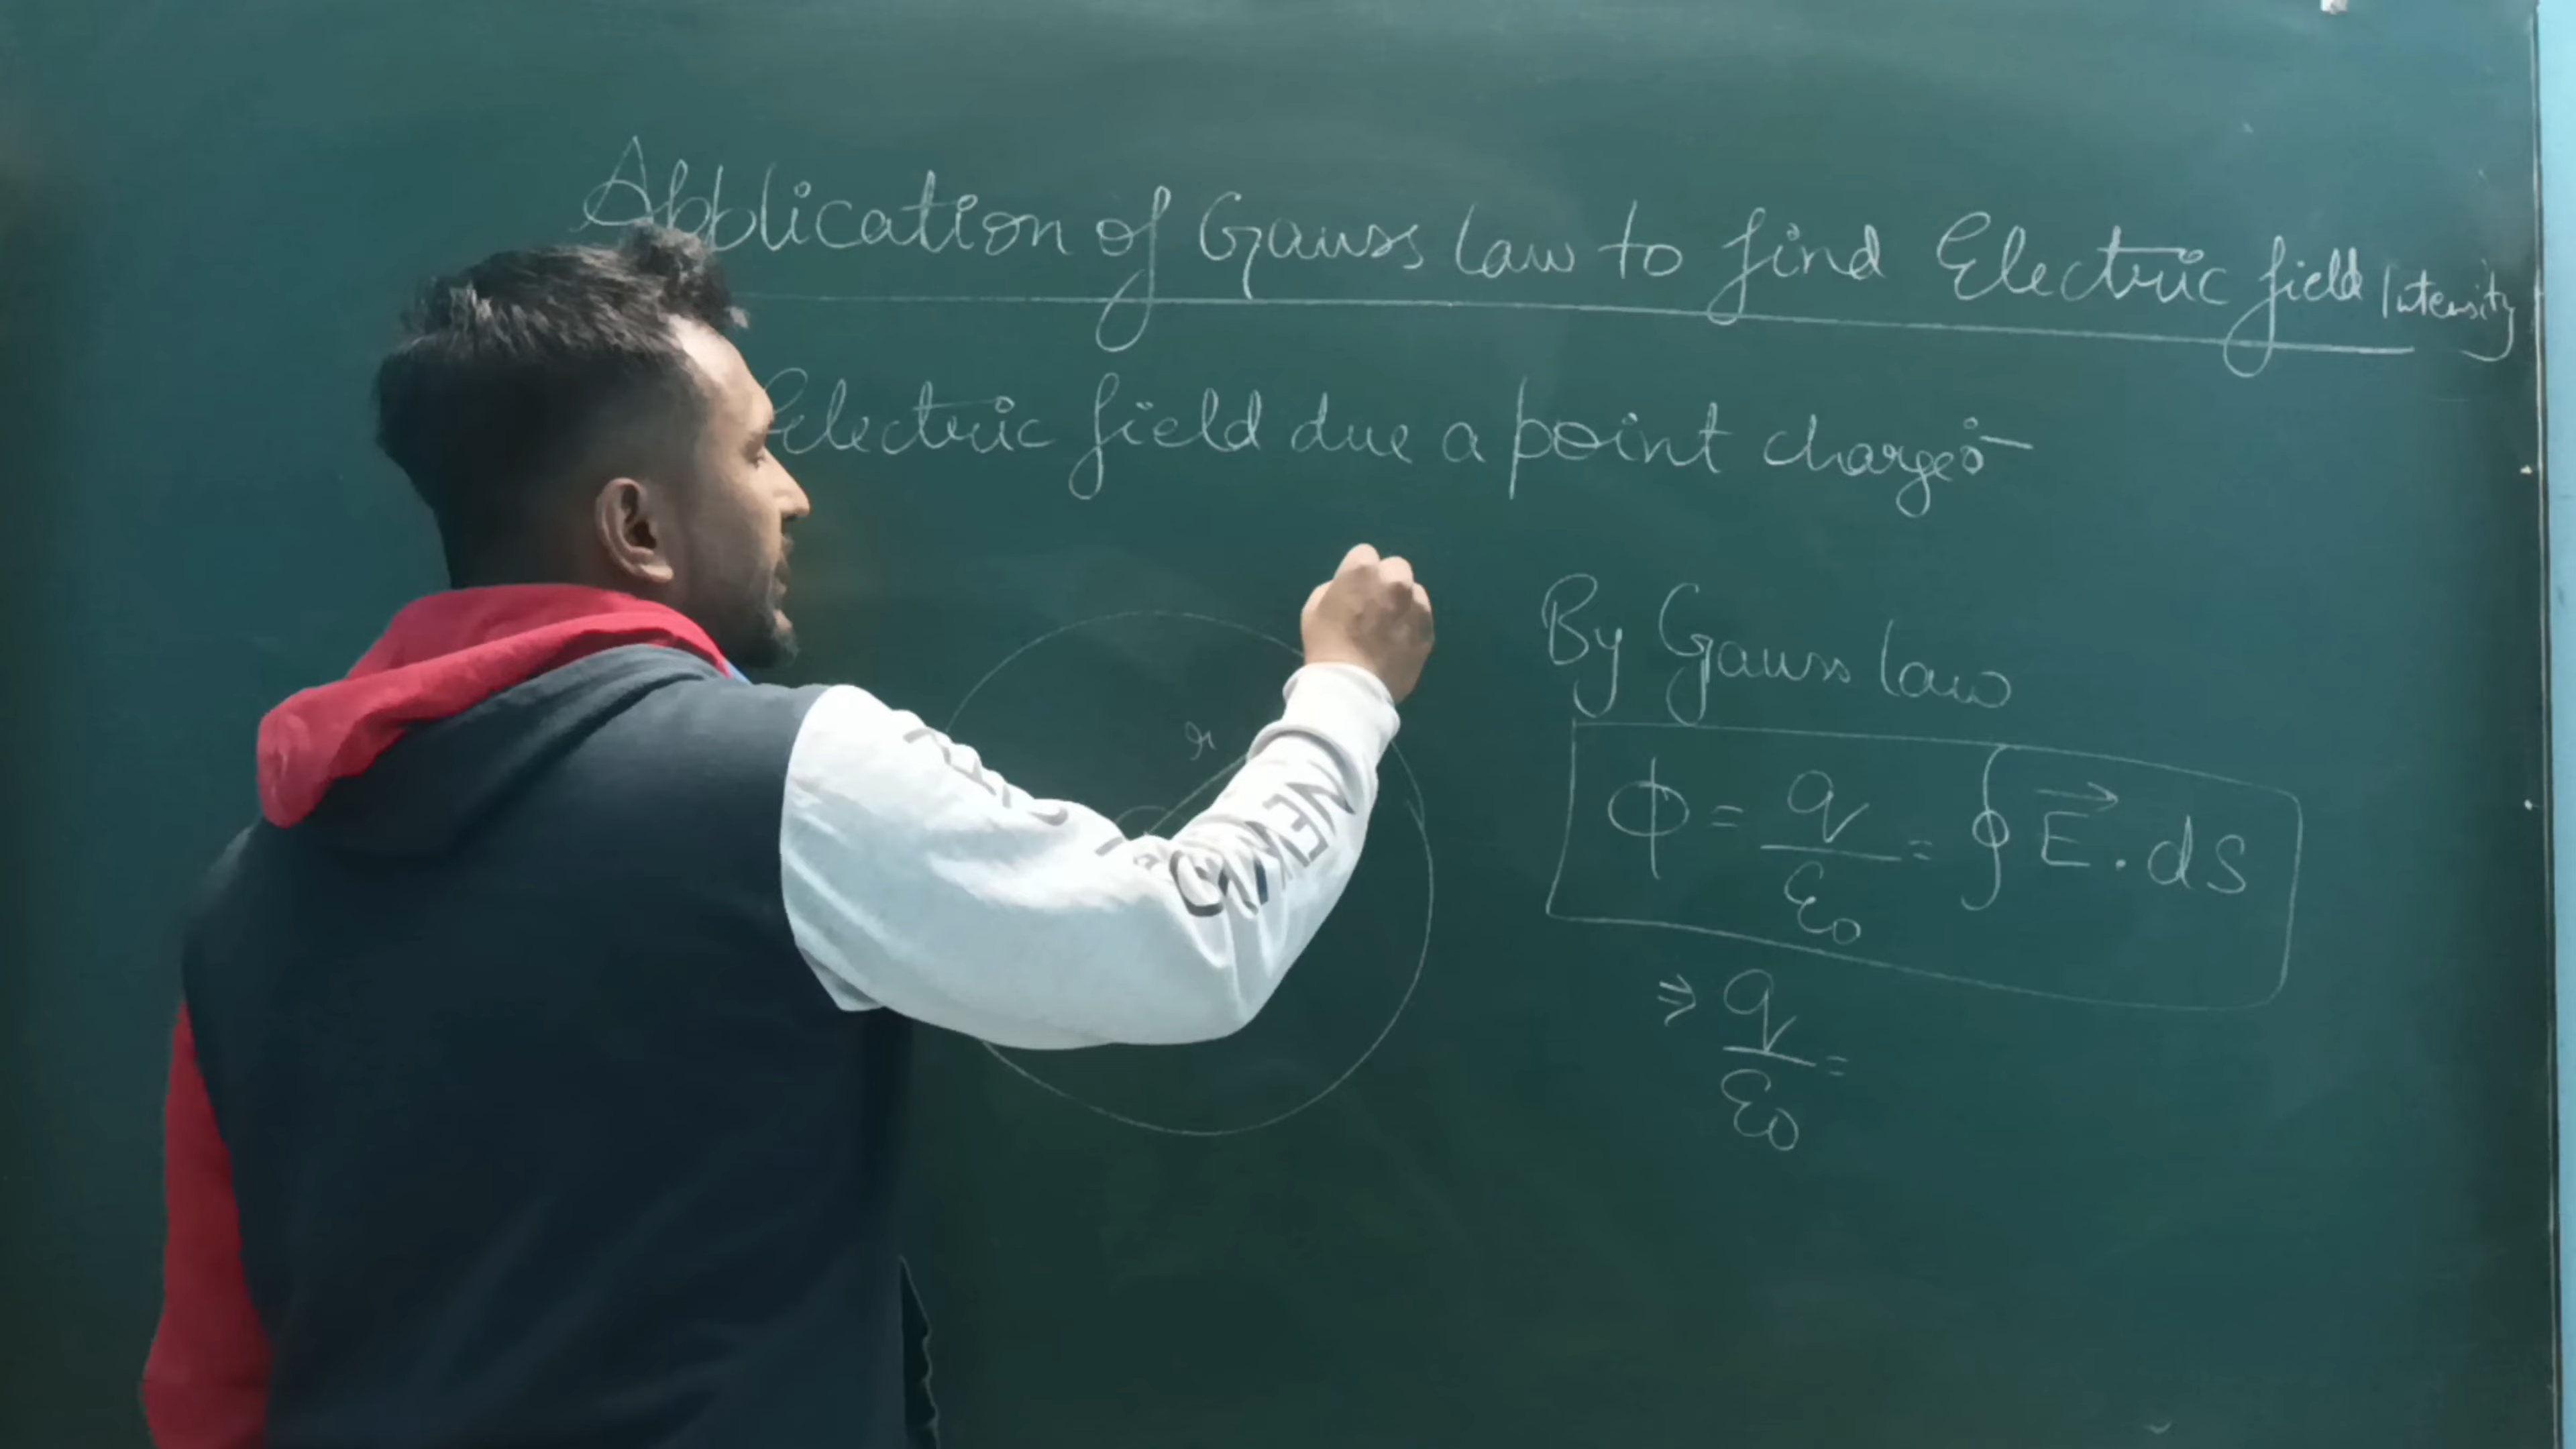 Application of Gauss law to find Electric field Intensity
Electric field due a point charge:-
r
By Gauss law
ϕ = q/ε₀ = ∮ E⃗ . ds
⇒ q/ε₀ =